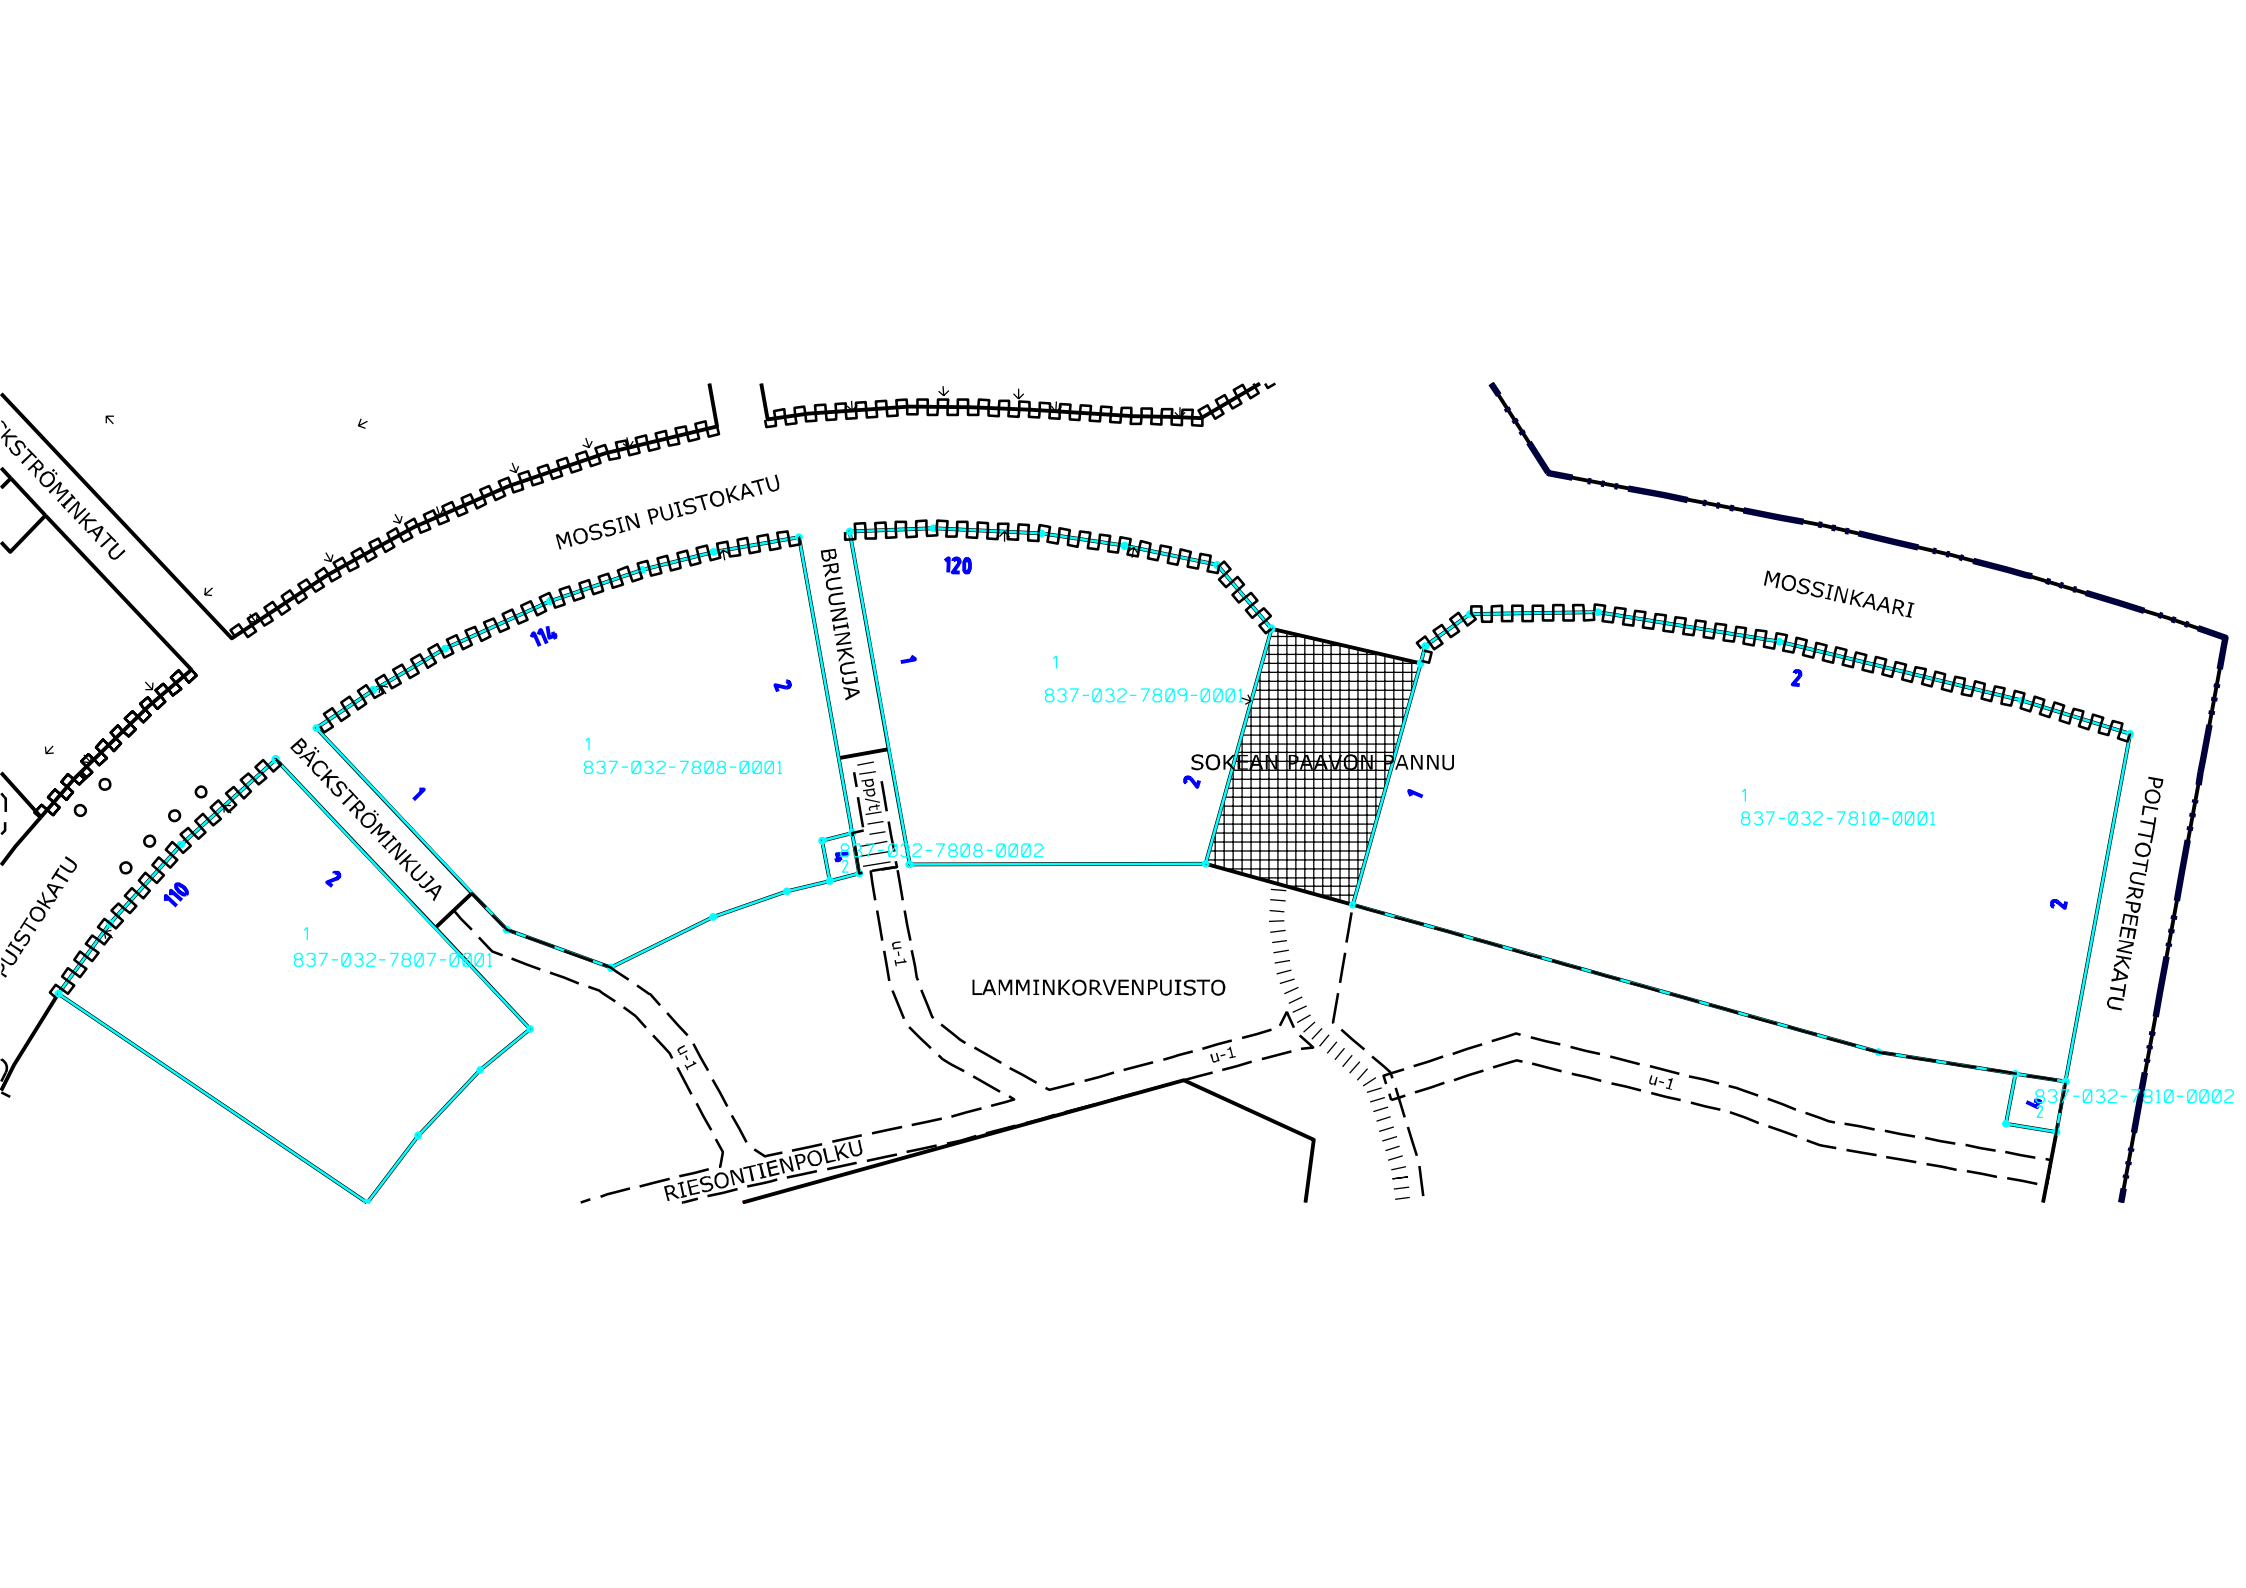 KSTRÖMINKATU
MOSSIN PUISTOKATU
120
BRUUNINKUJA
MOSSINKAARI
114
1
2
1
837-032-7809-0001
2
1
837-032-7808-0001
BÄCKSTRÖMINKUJA
1
pp/t
SOKEAN PAAVON PANNU
2
1
1
837-032-7810-0001
POLTTOTURPEENKATU
837-032-7808-0002
2
PUISTOKATU
110
2
1
837-032-7807-0001
2
u-1
LAMMINKORVENPUISTO
u-1
u-1
u-1
837-032-7810-0002
4
2
RIESONTIENPOLKU